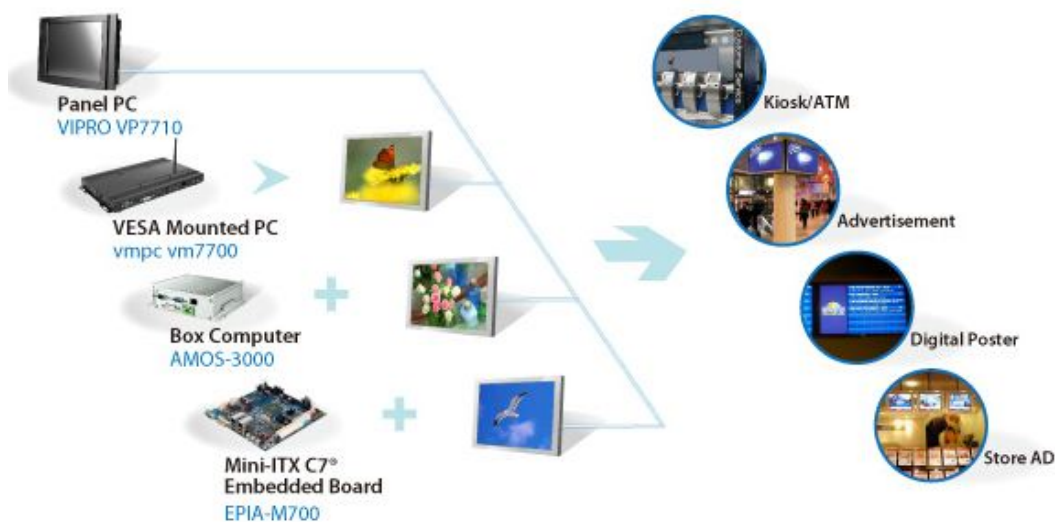 Panel PC
VIPRO VP7710
VESA Mounted PC
vmpc vm7700
Box Computer
AMOS-3000
Mini-ITX C7®
Embedded Board
EPIA-M700
Kiosk/ATM
Advertisement
Digital Poster
Store AD